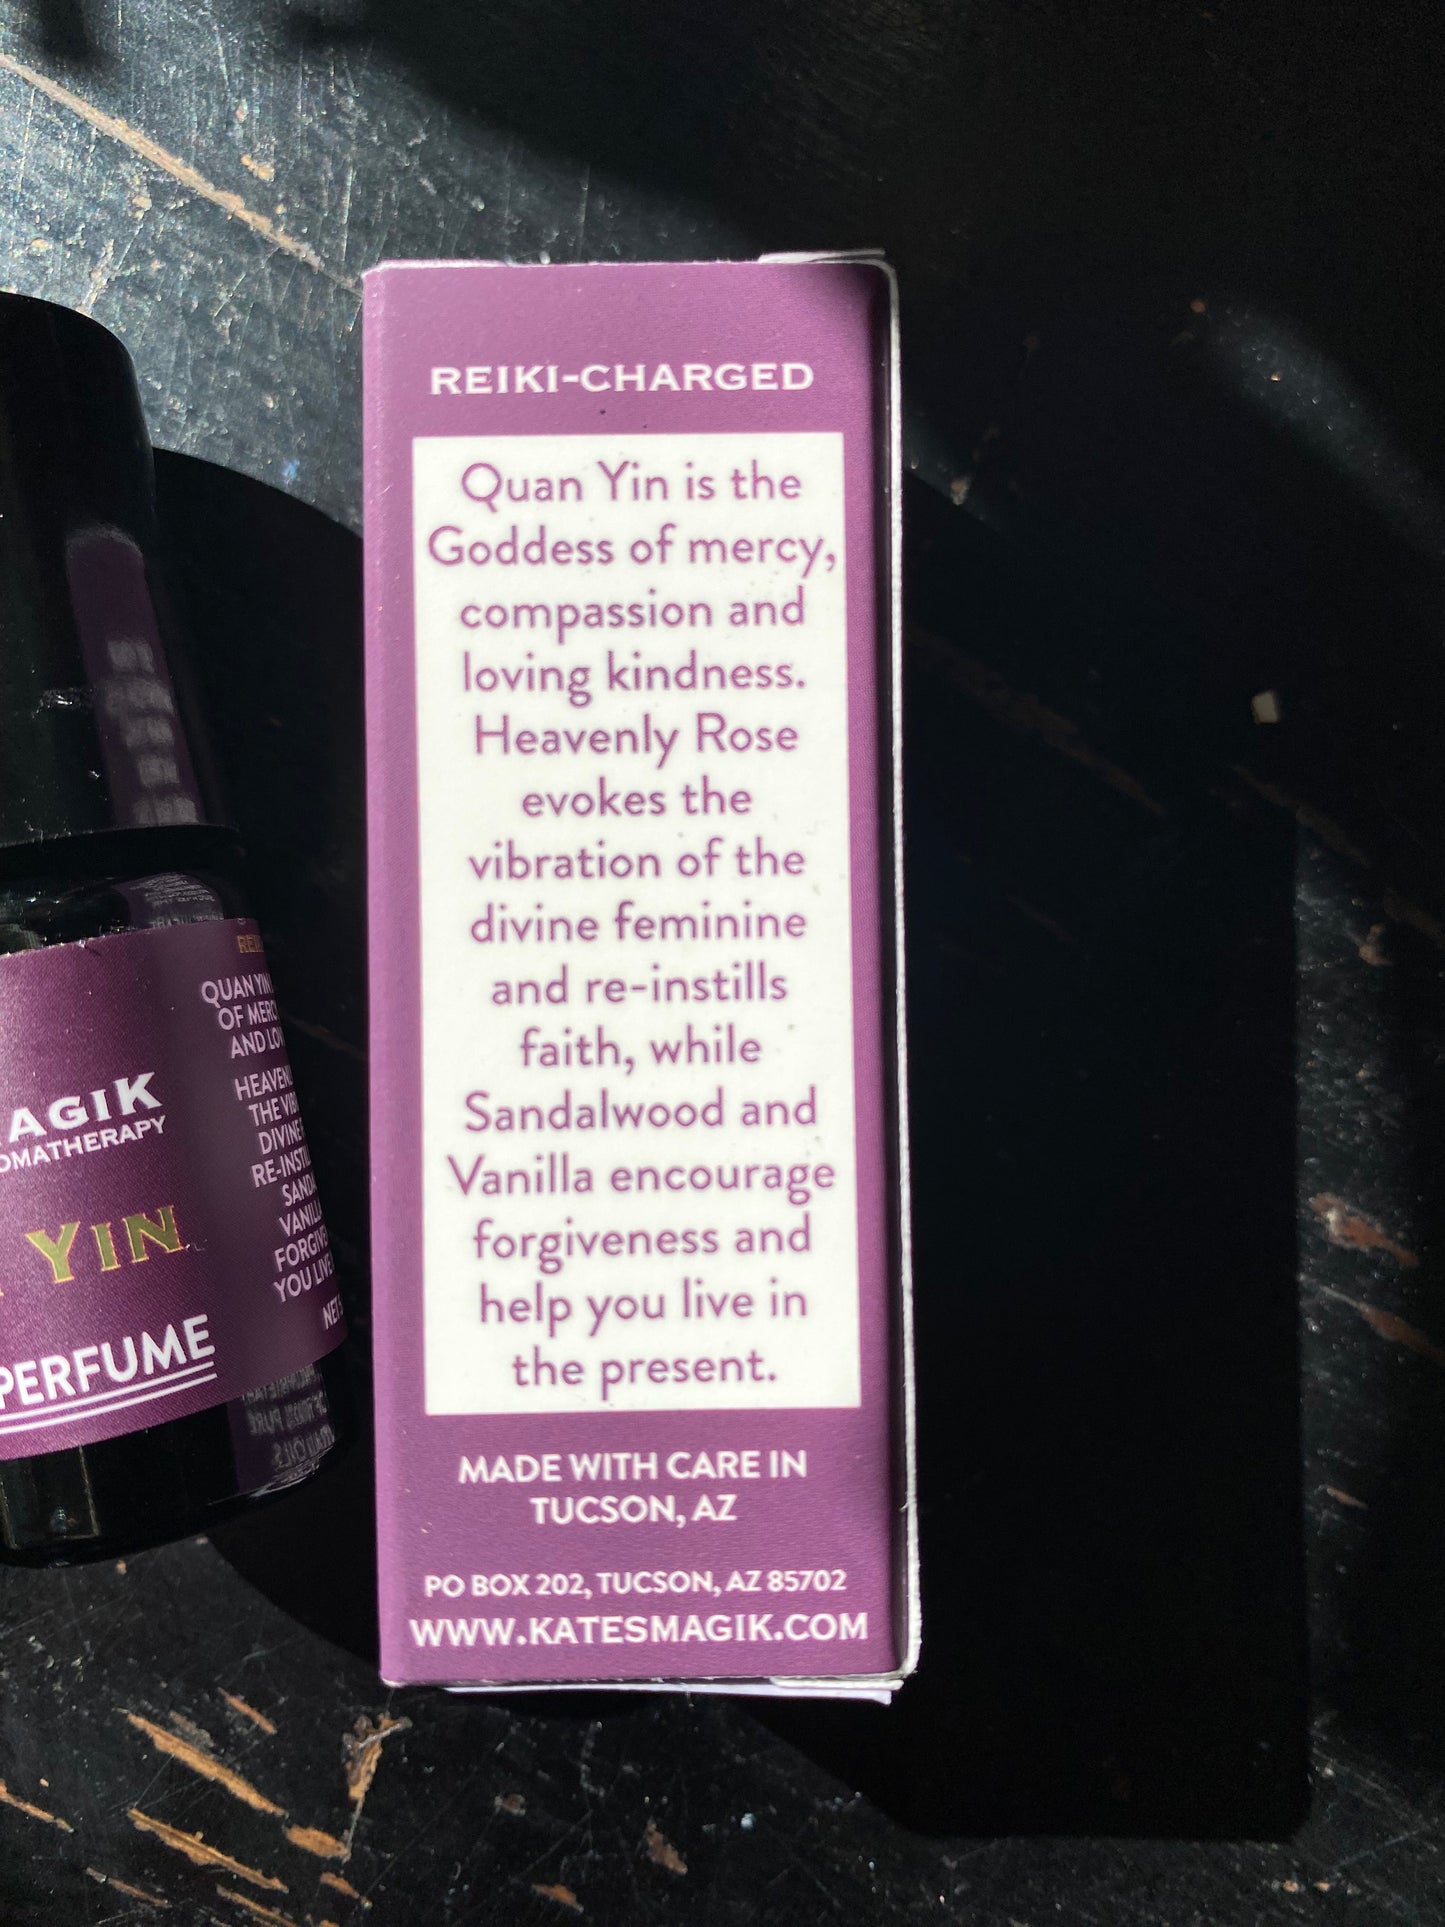 REIKI-CHARGED
Quan Yin is the
Goddess of mercy,
compassion and
loving kindness.
Heavenly Rose
evokes the
vibration of the
divine feminine
and re-instills
faith, while
Sandalwood and
Vanilla encourage
forgiveness and
help you live in
the present.
MADE WITH CARE IN
TUCSON, AZ
PO BOX 202, TUCSON, AZ 85702
WWW.KATESMAGIK.COM
AGIK
OMATHERAPY
YIN
PERFUME
QUAN YIN
OF MERC
AND LOV
HEAVENL
THE VIB
DIVINE
RE-INSTI
SANDA
VANILLA
FORGIVE
YOU LIVE
NET